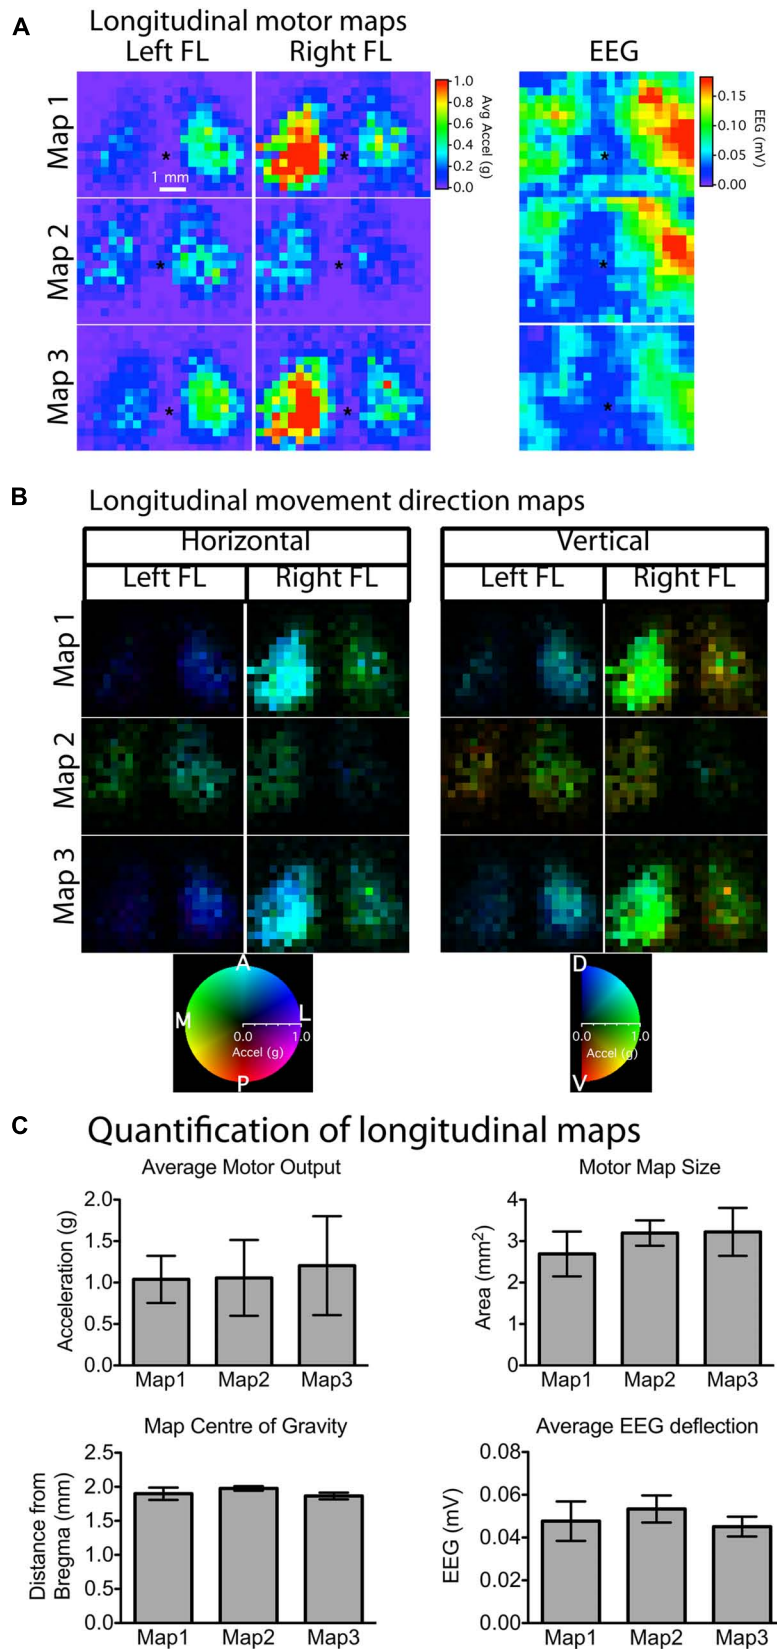 A
Longitudinal motor maps
Left FL Right FL EEG
Map 1
1.0
0.8
0.6
0.4
0.2
0.0
Avg Accel (g)
0.15
0.10
0.05
0.00
EEG (mV)
*
1 mm
*
*
Map 2
*
*
*
Map 3
*
*
*
B
Longitudinal movement direction maps
Horizontal Vertical
Left FL Right FL Left FL Right FL
Map 1
Map 2
Map 3
A
M
L
P
0.0 1.0
Accel (g)
D
V
0.0 1.0
Accel (g)
C
Quantification of longitudinal maps
Average Motor Output
Acceleration (g)
2.0
1.5
1.0
0.5
0.0
Map1 Map2 Map3
Motor Map Size
Area (mm²)
4
3
2
1
0
Map1 Map2 Map3
Map Centre of Gravity
Distance from
Bregma (mm)
2.5
2.0
1.5
1.0
0.5
0.0
Map1 Map2 Map3
Average EEG deflection
EEG (mV)
0.08
0.06
0.04
0.02
0.00
Map1 Map2 Map3